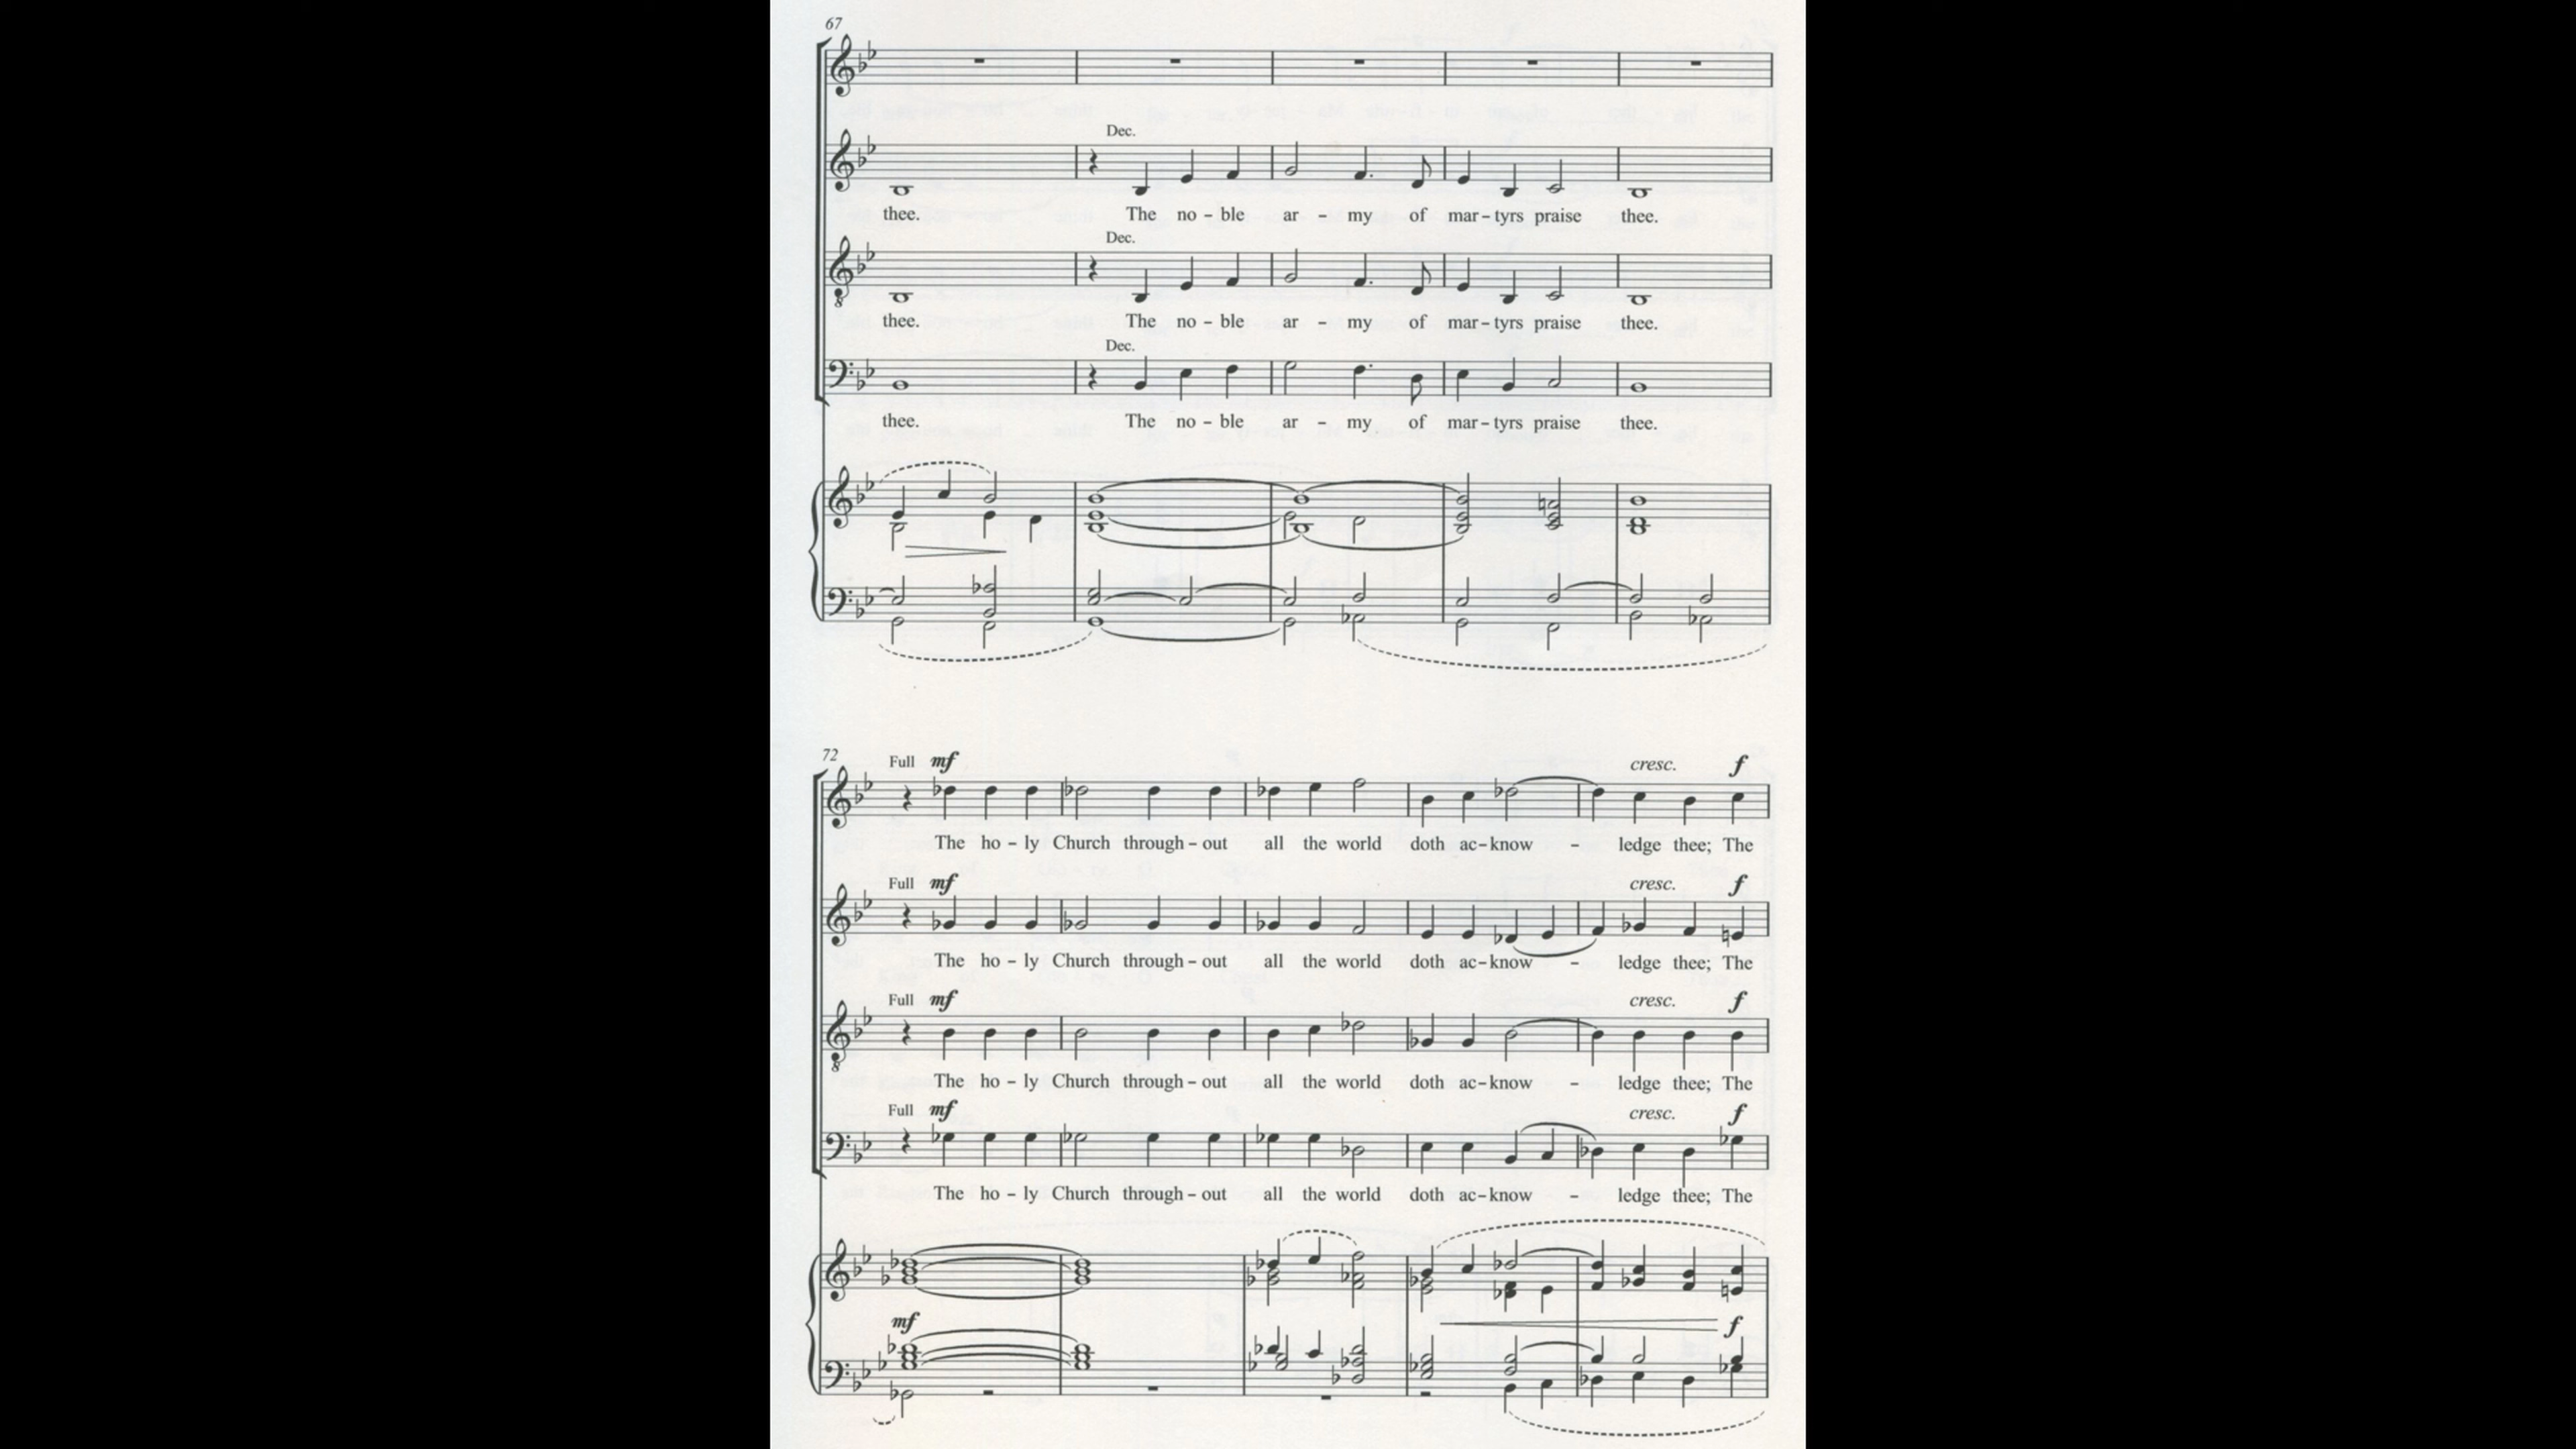 67
Dec.
thee. The no – ble ar – my of mar – tyrs praise thee.
Dec.
8
thee. The no – ble ar – my of mar – tyrs praise thee.
Dec.
thee. The no – ble ar – my of mar – tyrs praise thee.
72
Full mf cresc. f
The ho – ly Church through – out all the world doth ac – know – ledge thee; The
Full mf cresc. f
The ho – ly Church through – out all the world doth ac – know – ledge thee; The
Full mf cresc. f
8
The ho – ly Church through – out all the world doth ac – know – ledge thee; The
Full mf cresc. f
The ho – ly Church through – out all the world doth ac – know – ledge thee; The
mf f